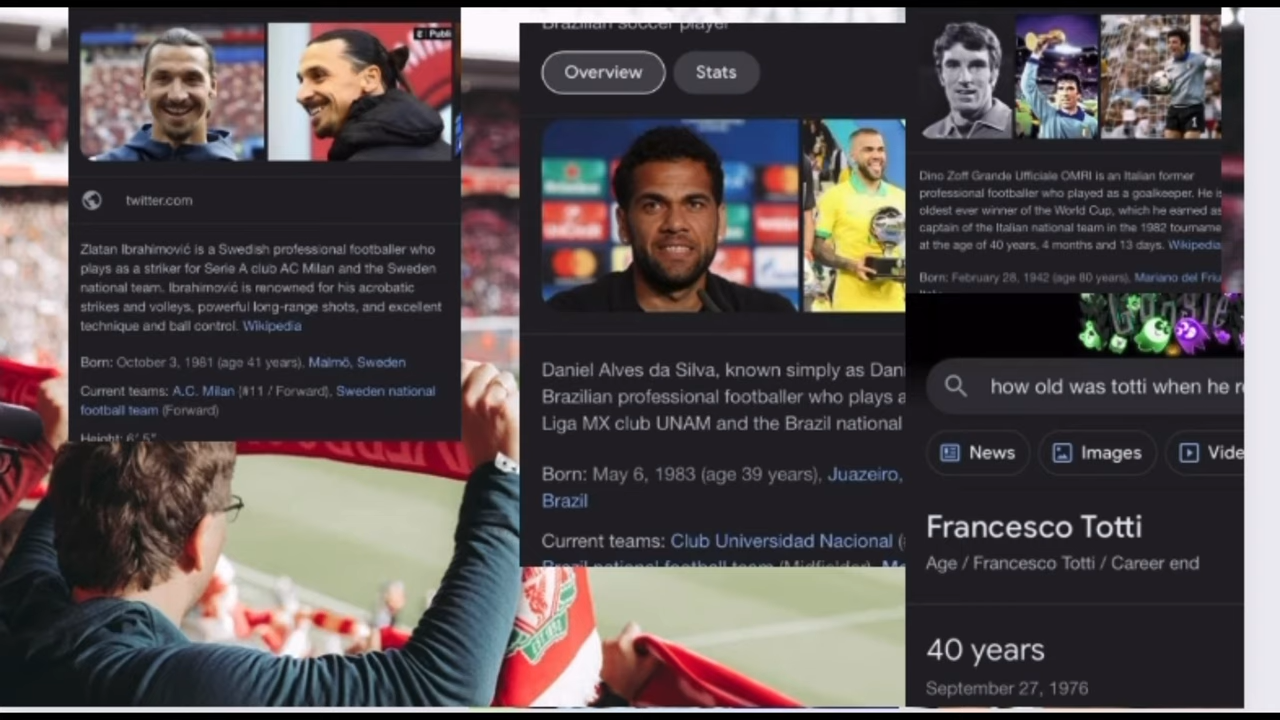 twitter.com
Zlatan Ibrahimović is a Swedish professional footballer who
plays as a striker for Serie A club AC Milan and the Sweden
national team. Ibrahimović is renowned for his acrobatic
strikes and volleys, powerful long-range shots, and excellent
technique and ball control. Wikipedia
Born: October 3, 1981 (age 41 years), Malmö, Sweden
Current teams: A.C. Milan (#11 / Forward), Sweden national
football team (Forward)
Height: 6′ 5″
Brazilian soccer player
Overview
Stats
Daniel Alves da Silva, known simply as Dani
Brazilian professional footballer who plays a
Liga MX club UNAM and the Brazil national
Born: May 6, 1983 (age 39 years), Juazeiro,
Brazil
Current teams: Club Universidad Nacional
Brazil national football team (Midfielder),
Dino Zoff Grande Ufficiale OMRI is an Italian former
professional footballer who played as a goalkeeper. He is
oldest ever winner of the World Cup, which he earned as
captain of the Italian national team in the 1982 tourname
at the age of 40 years, 4 months and 13 days. Wikipedia
Born: February 28, 1942 (age 80 years), Mariano del Friu
how old was totti when he re
News
Images
Vide
Francesco Totti
Age / Francesco Totti / Career end
40 years
September 27, 1976